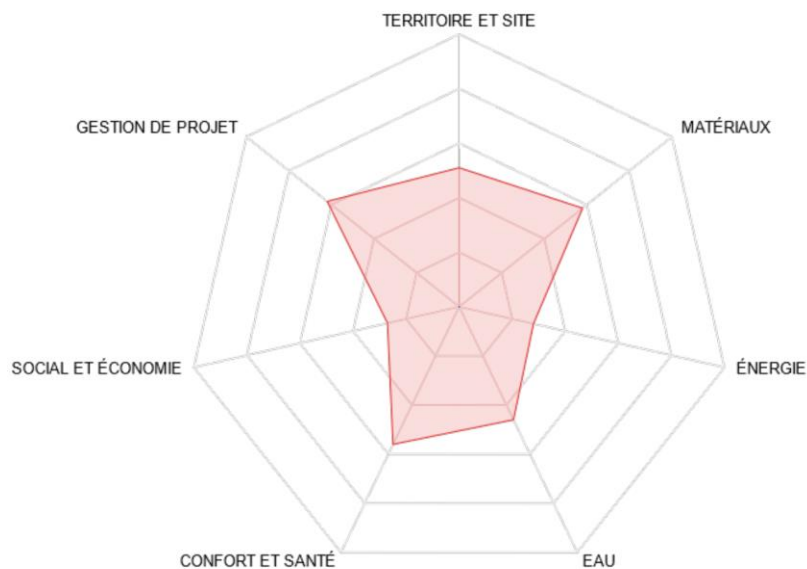 TERRITOIRE ET SITE
GESTION DE PROJET
MATÉRIAUX
SOCIAL ET ÉCONOMIE
ÉNERGIE
CONFORT ET SANTÉ
EAU